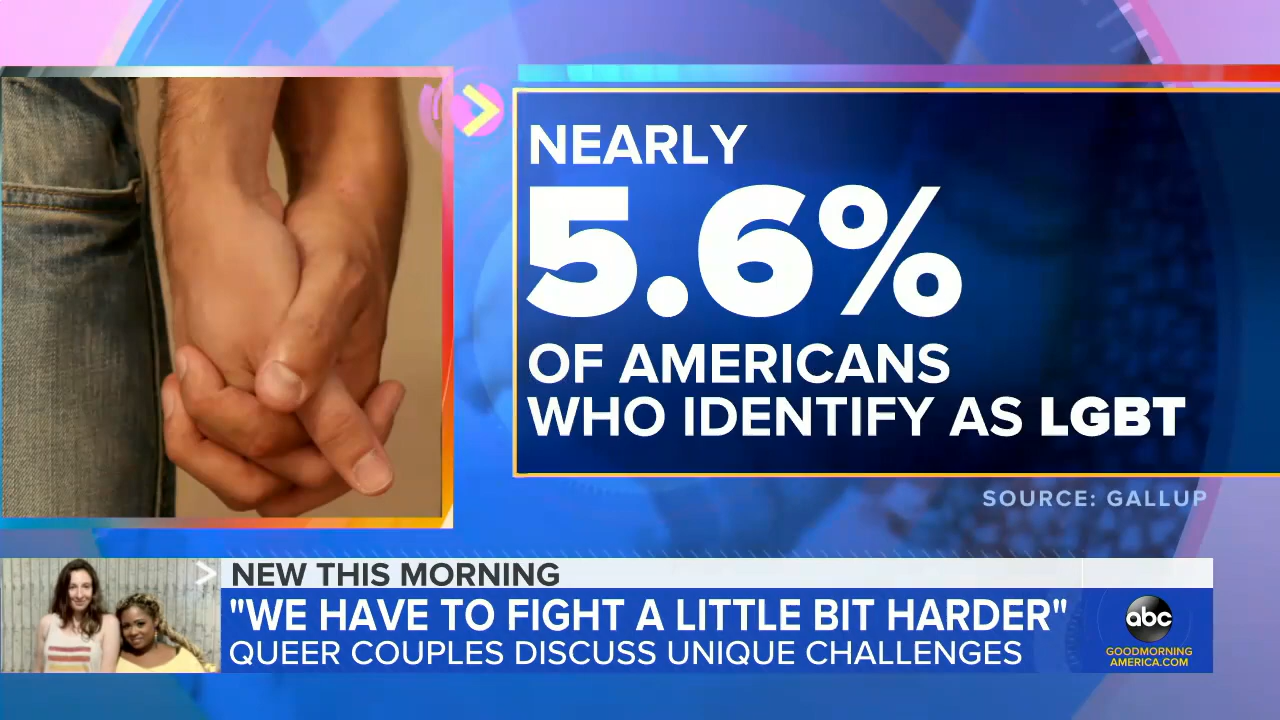 NEARLY
5.6%
OF AMERICANS
WHO IDENTIFY AS LGBT
SOURCE: GALLUP
NEW THIS MORNING
"WE HAVE TO FIGHT A LITTLE BIT HARDER"
QUEER COUPLES DISCUSS UNIQUE CHALLENGES
abc
GOODMORNING
AMERICA.COM